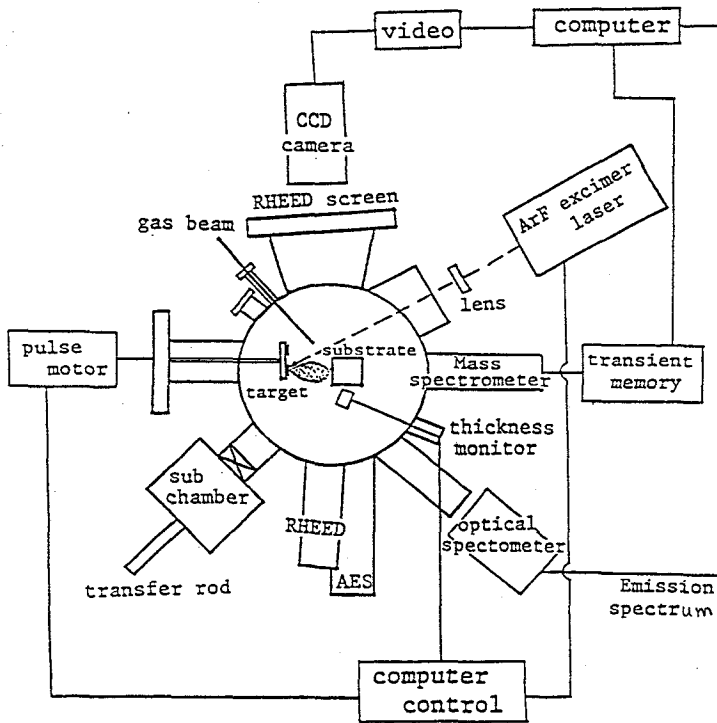 video
computer
CCD
camera
RHEED screen
gas beam
ArF excimer
laser
lens
pulse
motor
substrate
target
Mass
spectrometer
transient
memory
thickness
monitor
sub
chamber
RHEED
AES
optical
spectometer
transfer rod
Emission
spectrum
computer
control